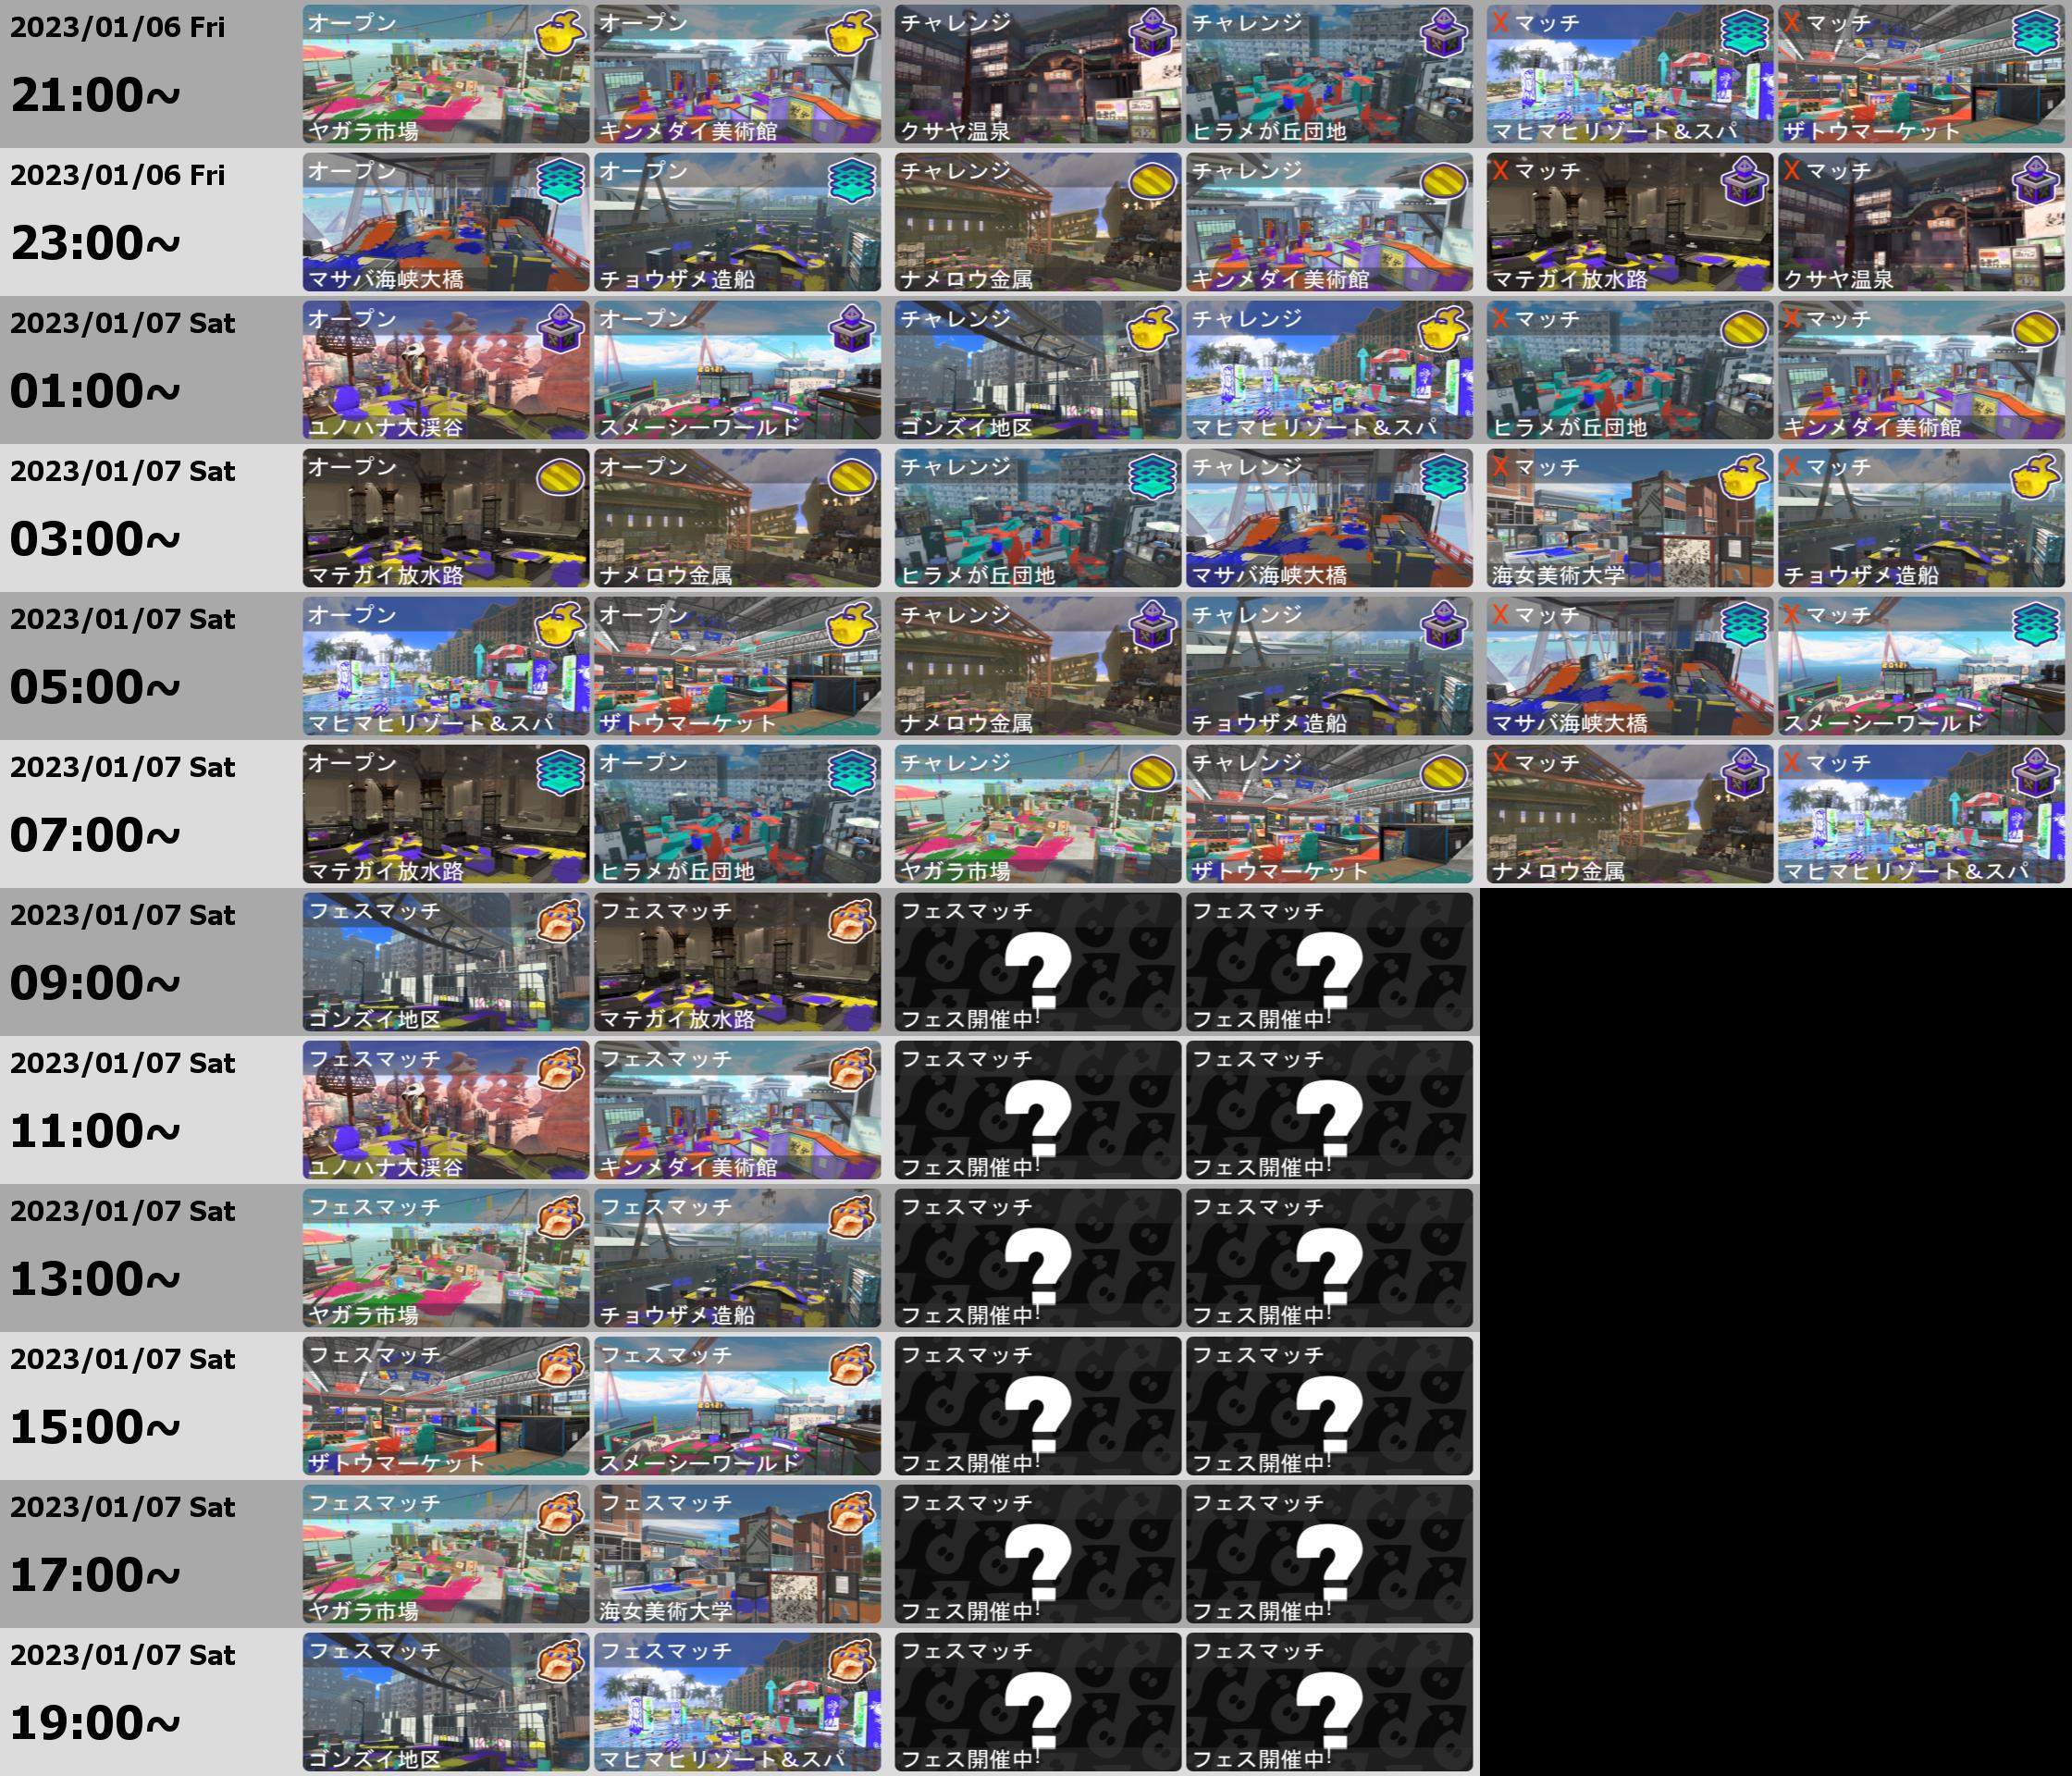 2023/01/06 Fri
21:00~
オープン
ヤガラ市場
オープン
キンメダイ美術館
チャレンジ
クサヤ温泉
チャレンジ
ヒラメが丘団地
X マッチ
マヒマヒリゾート&スパ
X マッチ
ザトウマーケット
2023/01/06 Fri
23:00~
オープン
マサバ海峡大橋
オープン
チョウザメ造船
チャレンジ
ナメロウ金属
チャレンジ
キンメダイ美術館
X マッチ
マテガイ放水路
X マッチ
クサヤ温泉
2023/01/07 Sat
01:00~
オープン
ユノハナ大渓谷
オープン
スメーシーワールド
チャレンジ
ゴンズイ地区
チャレンジ
マヒマヒリゾート&スパ
X マッチ
ヒラメが丘団地
X マッチ
キンメダイ美術館
2023/01/07 Sat
03:00~
オープン
マテガイ放水路
オープン
ナメロウ金属
チャレンジ
ヒラメが丘団地
チャレンジ
マサバ海峡大橋
X マッチ
海女美術大学
X マッチ
チョウザメ造船
2023/01/07 Sat
05:00~
オープン
マヒマヒリゾート&スパ
オープン
ザトウマーケット
チャレンジ
ナメロウ金属
チャレンジ
チョウザメ造船
X マッチ
マサバ海峡大橋
X マッチ
スメーシーワールド
2023/01/07 Sat
07:00~
オープン
マテガイ放水路
オープン
ヒラメが丘団地
チャレンジ
ヤガラ市場
チャレンジ
ザトウマーケット
X マッチ
ナメロウ金属
X マッチ
マヒマヒリゾート&スパ
2023/01/07 Sat
09:00~
フェスマッチ
ゴンズイ地区
フェスマッチ
マテガイ放水路
フェスマッチ
?
フェス開催中!
フェスマッチ
?
フェス開催中!
2023/01/07 Sat
11:00~
フェスマッチ
ユノハナ大渓谷
フェスマッチ
キンメダイ美術館
フェスマッチ
?
フェス開催中!
フェスマッチ
?
フェス開催中!
2023/01/07 Sat
13:00~
フェスマッチ
ヤガラ市場
フェスマッチ
チョウザメ造船
フェスマッチ
?
フェス開催中!
フェスマッチ
?
フェス開催中!
2023/01/07 Sat
15:00~
フェスマッチ
ザトウマーケット
フェスマッチ
スメーシーワールド
フェスマッチ
?
フェス開催中!
フェスマッチ
?
フェス開催中!
2023/01/07 Sat
17:00~
フェスマッチ
ヤガラ市場
フェスマッチ
海女美術大学
フェスマッチ
?
フェス開催中!
フェスマッチ
?
フェス開催中!
2023/01/07 Sat
19:00~
フェスマッチ
ゴンズイ地区
フェスマッチ
マヒマヒリゾート&スパ
フェスマッチ
?
フェス開催中!
フェスマッチ
?
フェス開催中!